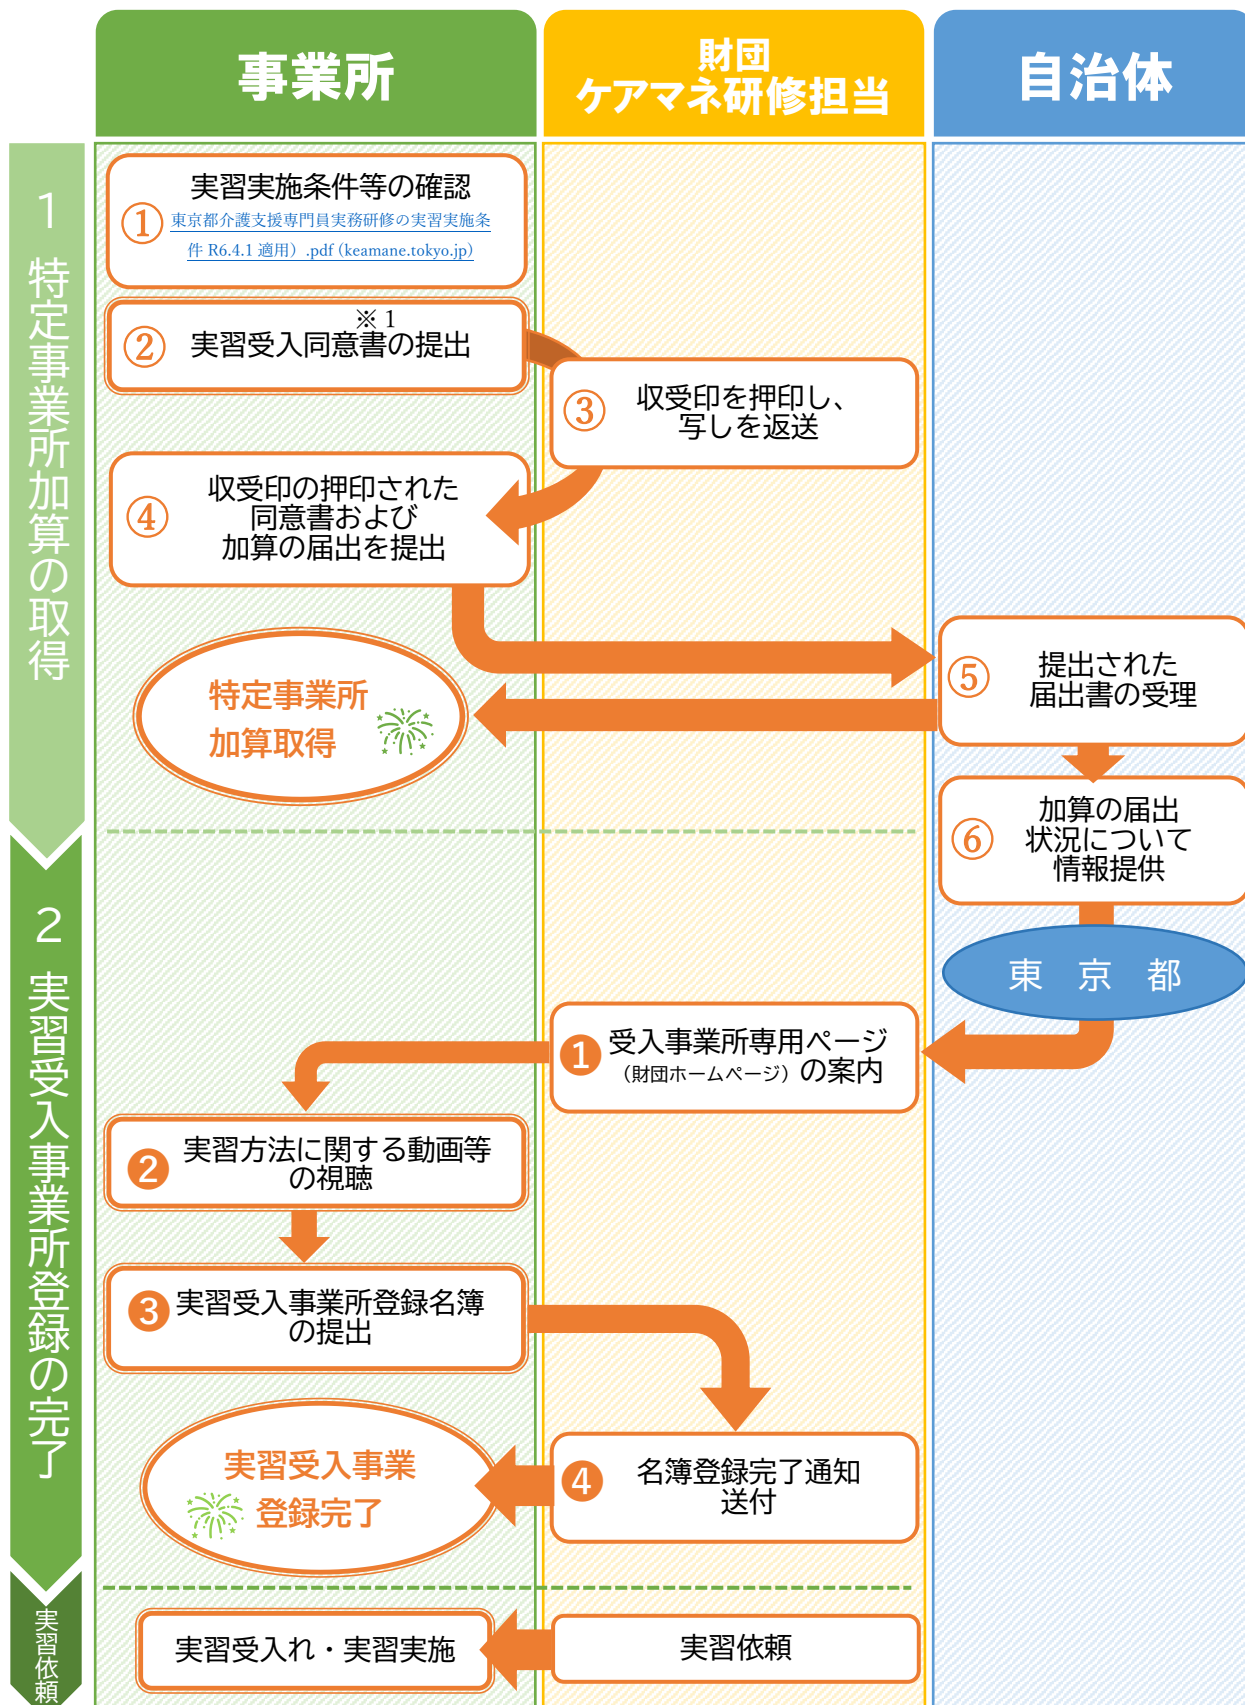 事業所
財団
ケアマネ研修担当
自治体
1 特定事業所加算の取得
① 実習実施条件等の確認
東京都介護支援専門員実務研修の実習実施条
件 R6.4.1 適用）.pdf (keamane.tokyo.jp)
※1
② 実習受入同意書の提出
③ 収受印を押印し、
写しを返送
④ 収受印の押印された
同意書および
加算の届出を提出
⑤ 提出された
届出書の受理
特定事業所
加算取得
⑥ 加算の届出
状況について
情報提供
東 京 都
2 実習受入事業所登録の完了
❶ 受入事業所専用ページ
（財団ホームページ）の案内
❷ 実習方法に関する動画等
の視聴
❸ 実習受入事業所登録名簿
の提出
❹ 名簿登録完了通知
送付
実習受入事業
登録完了
実習依頼
実習受入れ・実習実施
実習依頼